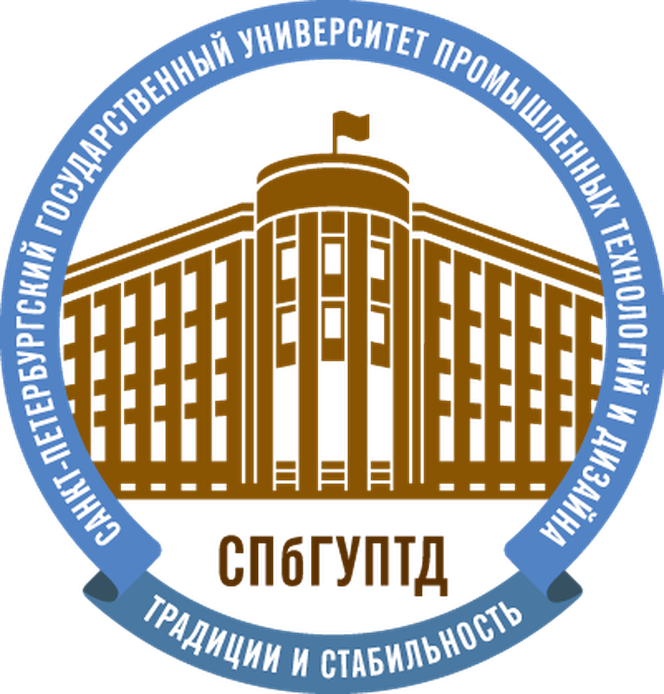 САНКТ-ПЕТЕРБУРГСКИЙ ГОСУДАРСТВЕННЫЙ УНИВЕРСИТЕТ ПРОМЫШЛЕННЫХ ТЕХНОЛОГИЙ И ДИЗАЙНА
СПбГУПТД
ТРАДИЦИИ И СТАБИЛЬНОСТЬ